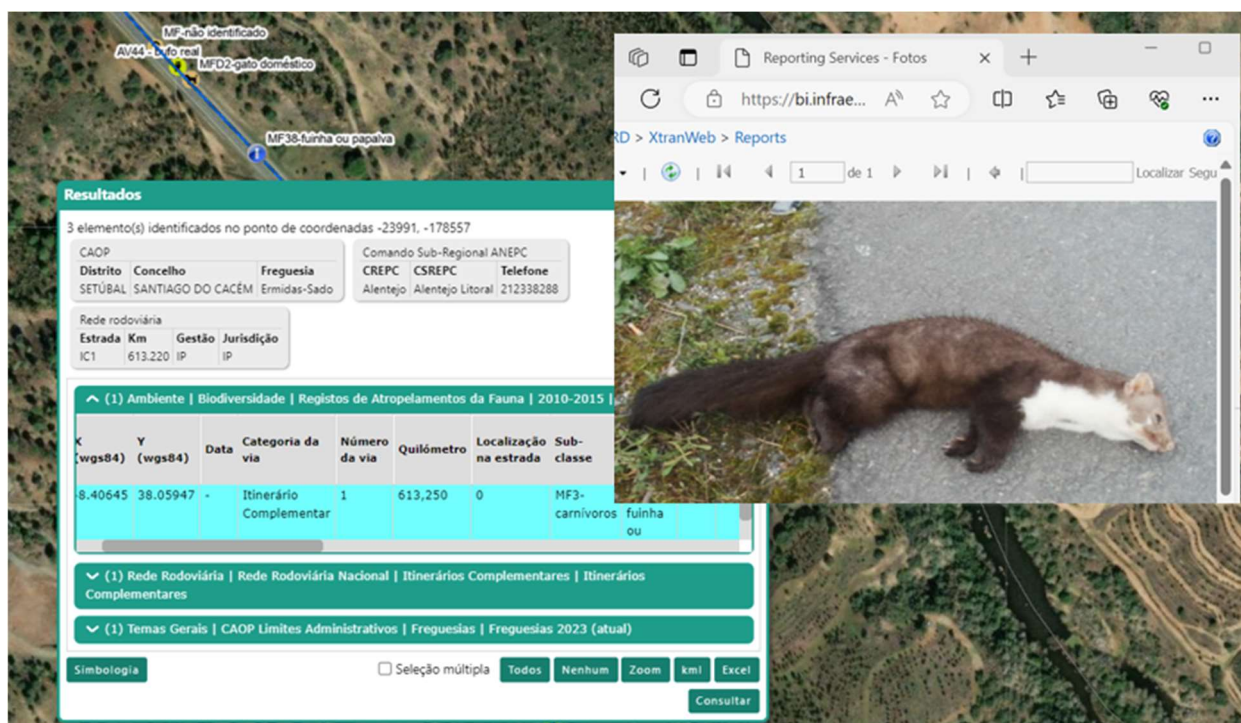 MF-não identificado
AV44 - bufo real
MFD2-gato doméstico
MF38-fuinha ou papalva
Reporting Services - Fotos
https://bi.infrae...
RD > XtranWeb > Reports
1 de 1
Localizar Segu
Resultados
3 elemento(s) identificados no ponto de coordenadas -23991, -178557
CAOP
Distrito Concelho Freguesia
SETÚBAL SANTIAGO DO CACÉM Ermidas-Sado
Comando Sub-Regional ANEPC
CREPC CSREPC Telefone
Alentejo Alentejo Litoral 212338288
Rede rodoviária
Estrada Km Gestão Jurisdição
IC1 613.220 IP IP
(1) Ambiente | Biodiversidade | Registos de Atropelamentos da Fauna | 2010-2015 |
X (wgs84) Y (wgs84) Data Categoria da via Número da via Quilómetro Localização na estrada Sub-classe
-8.40645 38.05947 - Itinerário Complementar 1 613,250 0 MF3-carnívoros fuinha ou
(1) Rede Rodoviária | Rede Rodoviária Nacional | Itinerários Complementares | Itinerários
Complementares
(1) Temas Gerais | CAOP Limites Administrativos | Freguesias | Freguesias 2023 (atual)
Simbologia
Seleção múltipla Todos Nenhum Zoom kml Excel
Consultar